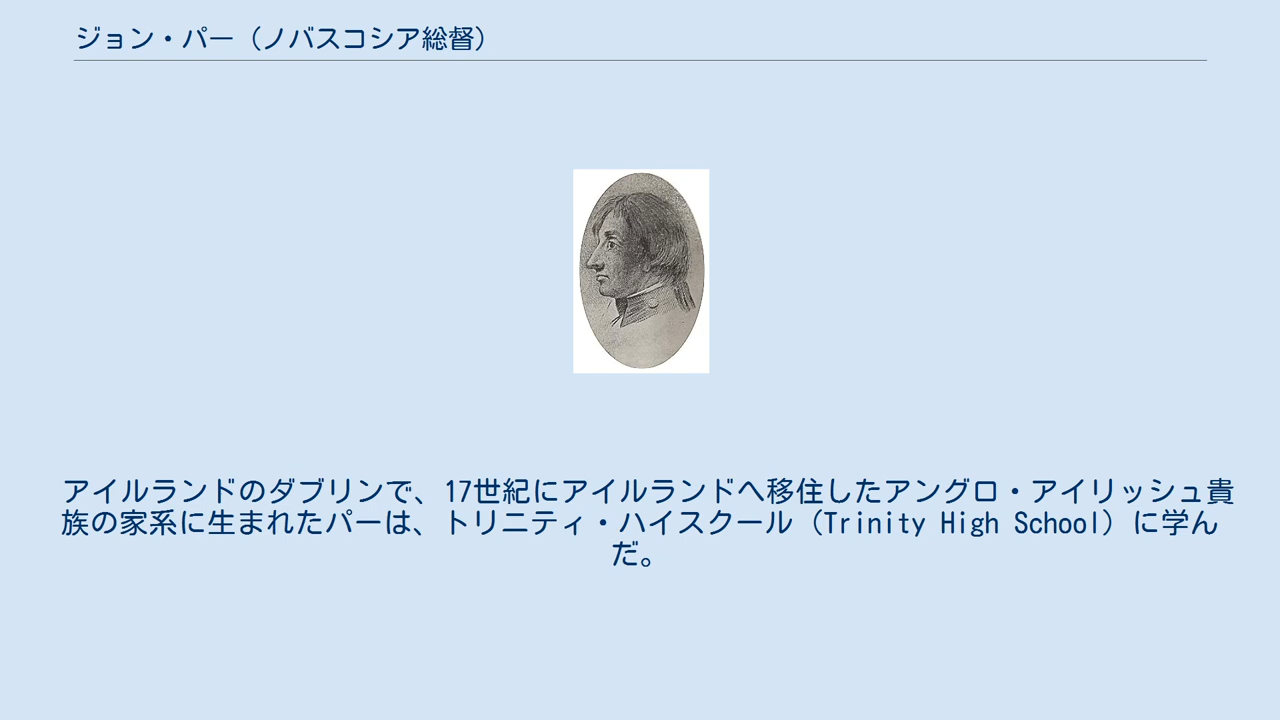 ジョン・パー（ノバスコシア総督）
アイルランドのダブリンで、17世紀にアイルランドへ移住したアングロ・アイリッシュ貴
族の家系に生まれたパーは、トリニティ・ハイスクール（Trinity High School）に学ん
だ。